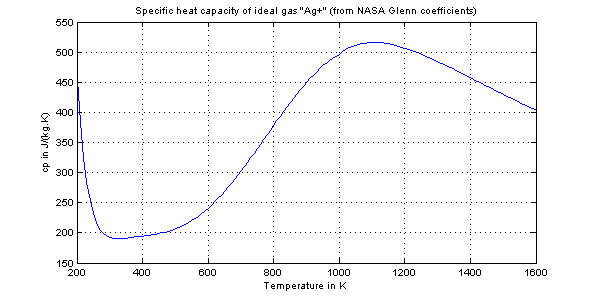 Specific heat capacity of ideal gas "Ag+" (from NASA Glenn coefficients)
550
500
450
400
350
300
250
200
150
cp in J/(kg.K)
200 400 600 800 1000 1200 1400 1600
Temperature in K